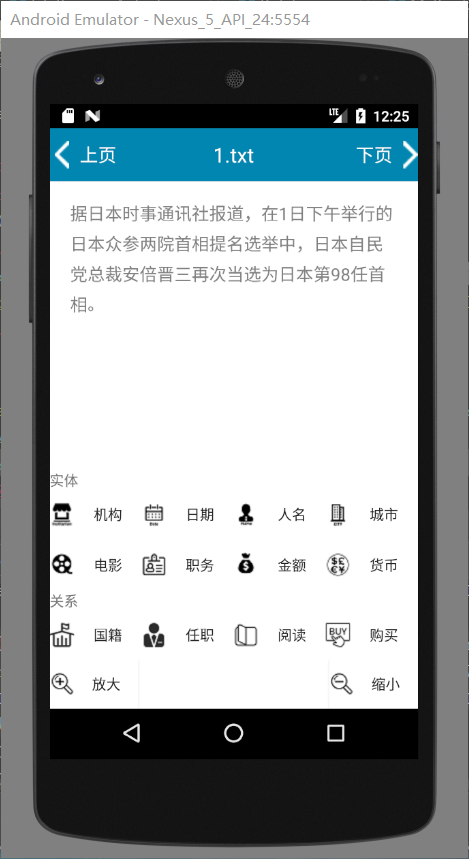 Android Emulator - Nexus_5_API_24:5554
LTE 12:25
上页 1.txt 下页
据日本时事通讯社报道，在1日下午举行的
日本众参两院首相提名选举中，日本自民
党总裁安倍晋三再次当选为日本第98任首
相。
实体
机构 日期 人名 城市
电影 职务 金额 货币
关系
国籍 任职 阅读 BUY 购买
放大 缩小